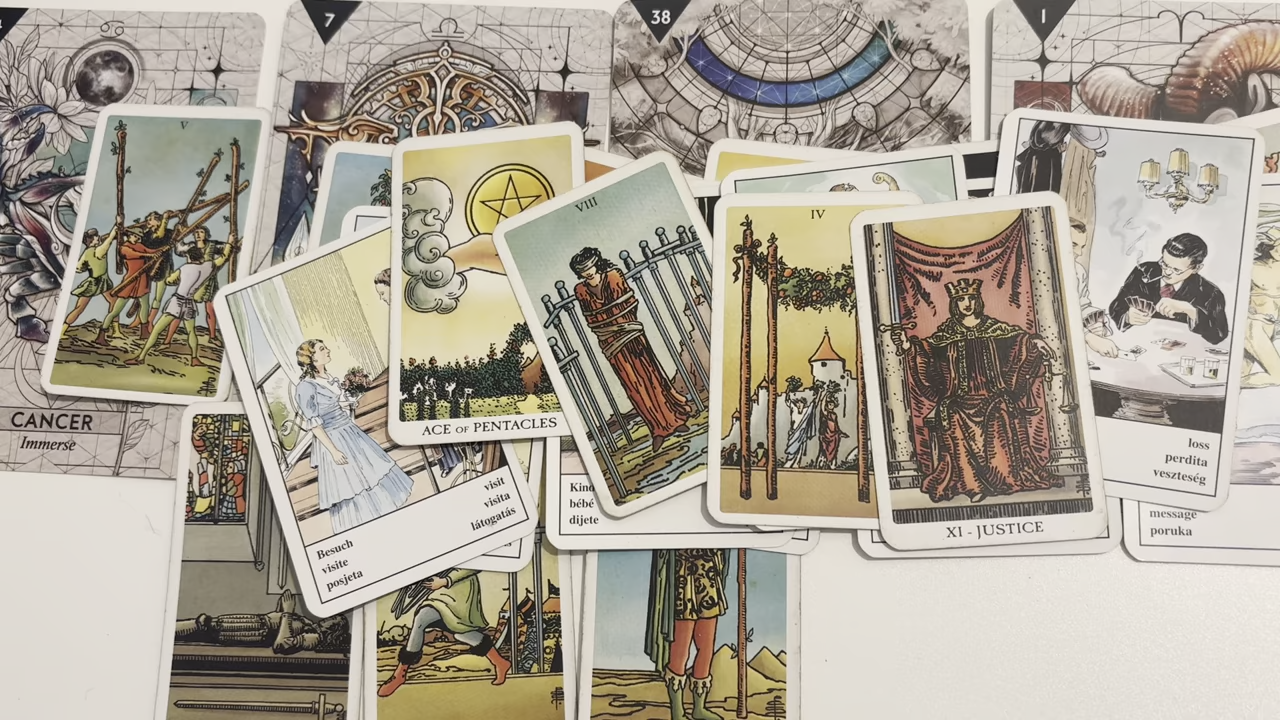 7
38
I
V
CANCER
Immerse
ACE OF PENTACLES
VIII
IV
XI - JUSTICE
visit
visita
látogatás
Besuch
visite
posjeta
Kind
bébé
dijete
loss
perdita
veszteség
message
poruka